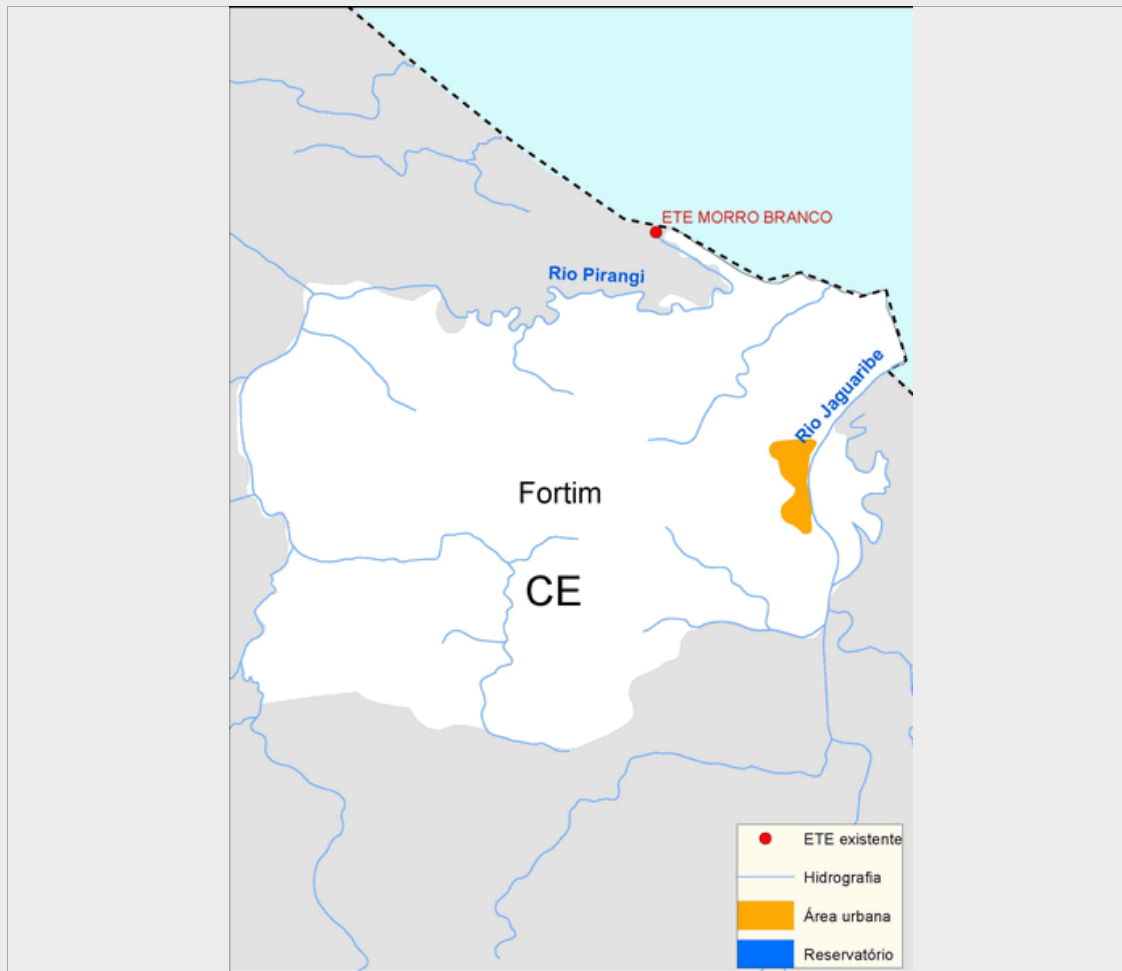 ETE MORRO BRANCO
Rio Pirangi
Rio Jaguaribe
Fortim
CE
ETE existente
Hidrografia
Área urbana
Reservatório